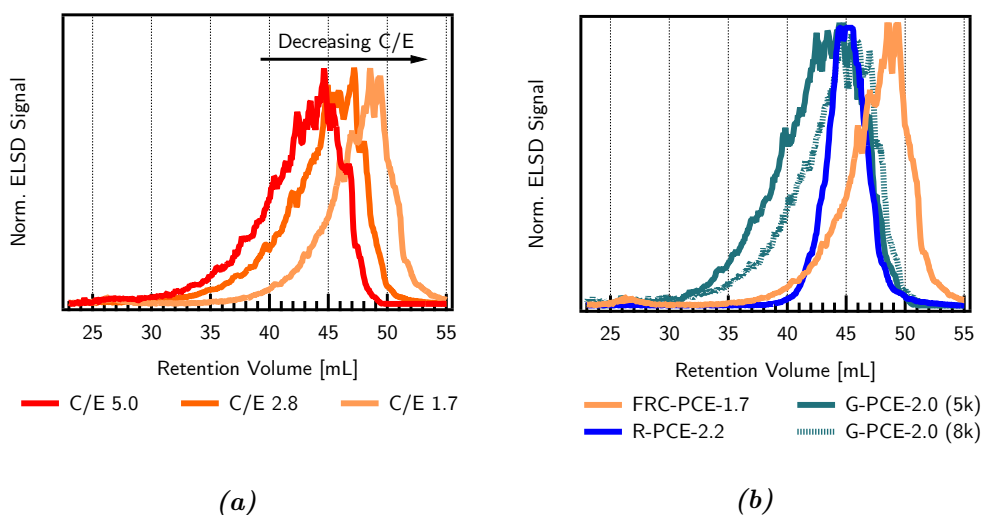 Decreasing C/E
Norm. ELSD Signal
25 30 35 40 45 50 55
Retention Volume [mL]
C/E 5.0 C/E 2.8 C/E 1.7
(a)
Norm. ELSD Signal
25 30 35 40 45 50 55
Retention Volume [mL]
FRC-PCE-1.7 G-PCE-2.0 (5k)
R-PCE-2.2 G-PCE-2.0 (8k)
(b)